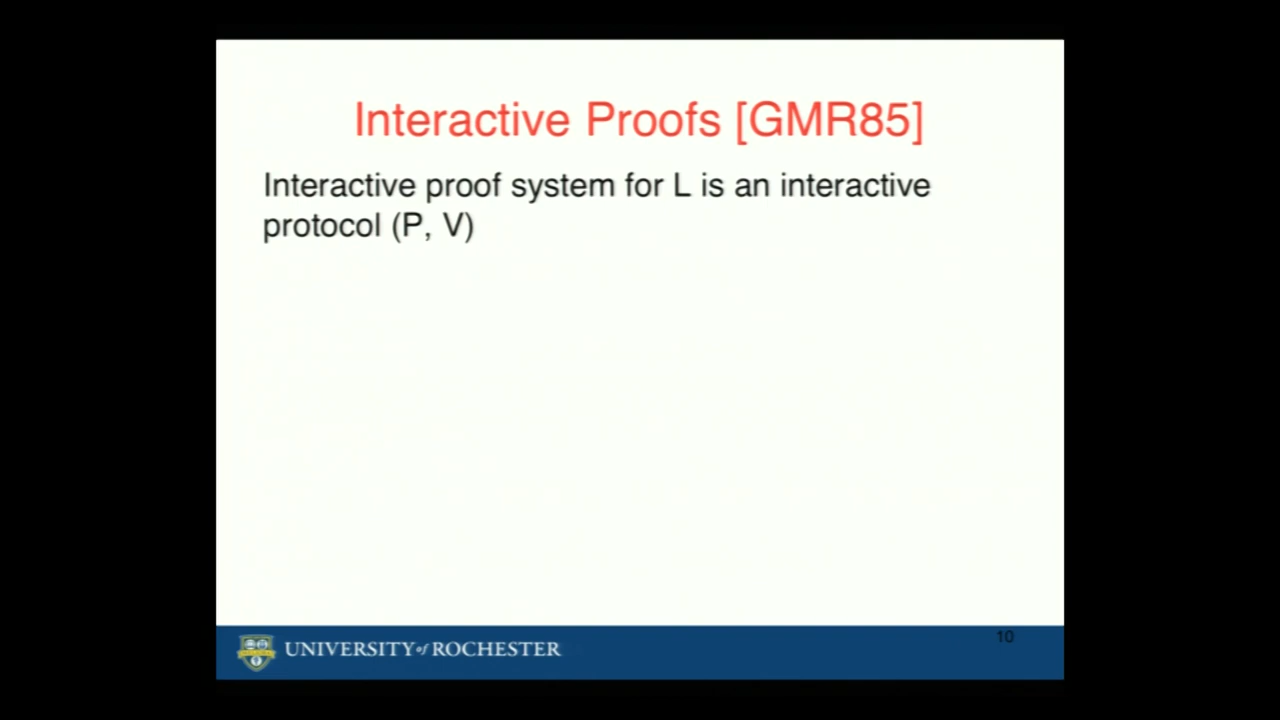 Interactive Proofs [GMR85]
Interactive proof system for L is an interactive
protocol (P, V)
10
UNIVERSITY of ROCHESTER